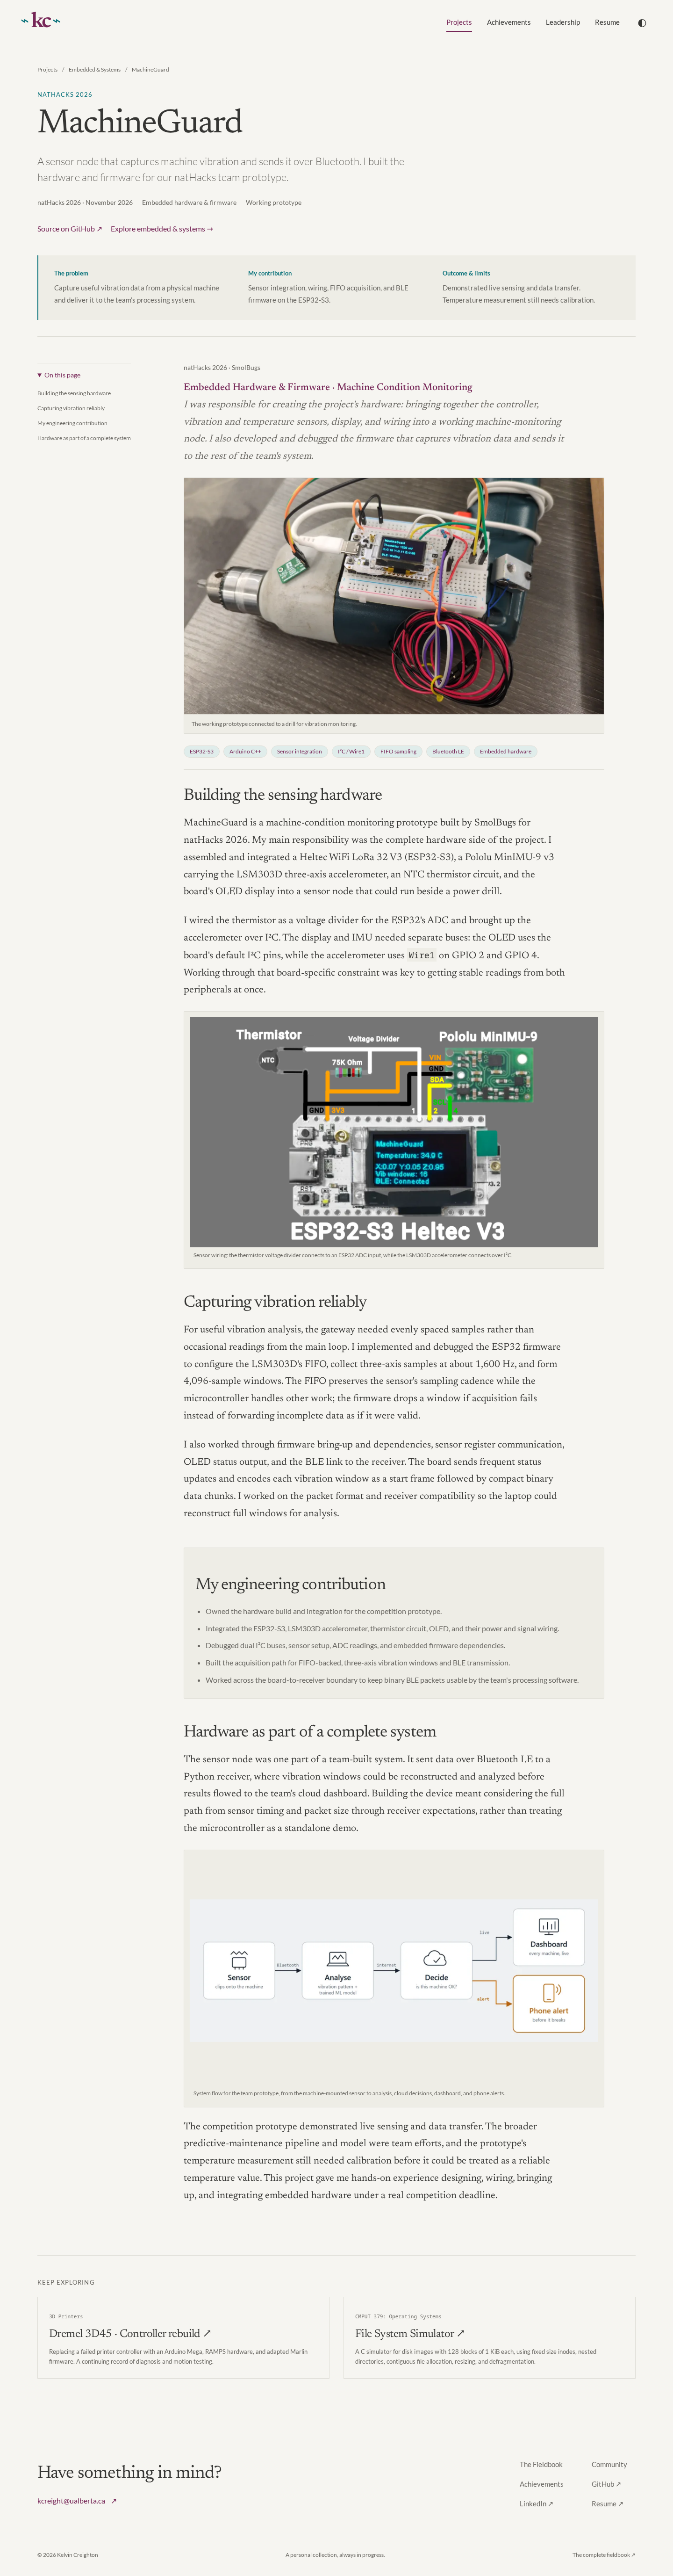 kc
Projects
Achievements
Leadership
Resume
Projects / Embedded & Systems / MachineGuard
NATHACKS 2026
MachineGuard
A sensor node that captures machine vibration and sends it over Bluetooth. I built the
hardware and firmware for our natHacks team prototype.
natHacks 2026 · November 2026 Embedded hardware & firmware Working prototype
Source on GitHub ↗ Explore embedded & systems →
The problem
Capture useful vibration data from a physical machine
and deliver it to the team's processing system.
My contribution
Sensor integration, wiring, FIFO acquisition, and BLE
firmware on the ESP32-S3.
Outcome & limits
Demonstrated live sensing and data transfer.
Temperature measurement still needs calibration.
▼ On this page
Building the sensing hardware
Capturing vibration reliably
My engineering contribution
Hardware as part of a complete system
natHacks 2026 · SmolBugs
Embedded Hardware & Firmware · Machine Condition Monitoring
I was responsible for creating the project's hardware: bringing together the controller,
vibration and temperature sensors, display, and wiring into a working machine-monitoring
node. I also developed and debugged the firmware that captures vibration data and sends it
to the rest of the team's system.
The working prototype connected to a drill for vibration monitoring.
ESP32-S3
Arduino C++
Sensor integration
I²C / Wire1
FIFO sampling
Bluetooth LE
Embedded hardware
Building the sensing hardware
MachineGuard is a machine-condition monitoring prototype built by SmolBugs for
natHacks 2026. My main responsibility was the complete hardware side of the project. I
assembled and integrated a Heltec WiFi LoRa 32 V3 (ESP32-S3), a Pololu MinIMU-9 v3
carrying the LSM303D three-axis accelerometer, an NTC thermistor circuit, and the
board's OLED display into a sensor node that could run beside a power drill.
I wired the thermistor as a voltage divider for the ESP32's ADC and brought up the
accelerometer over I²C. The display and IMU needed separate buses: the OLED uses the
board's default I²C pins, while the accelerometer uses Wire1 on GPIO 2 and GPIO 4.
Working through that board-specific constraint was key to getting stable readings from both
peripherals at once.
Thermistor
Voltage Divider
Pololu MinIMU-9
NTC
75K Ohm
VIN
GND
SDA
GND 3V3
1 2
PRG
RST
MachineGuard
Temperature: 34.9 C
X:0.07 Y:0.05 Z:0.95
Vib windows: 15
BLE: Connected
ESP32-S3 Heltec V3
Sensor wiring: the thermistor voltage divider connects to an ESP32 ADC input, while the LSM303D accelerometer connects over I²C.
Capturing vibration reliably
For useful vibration analysis, the gateway needed evenly spaced samples rather than
occasional readings from the main loop. I implemented and debugged the ESP32 firmware
to configure the LSM303D's FIFO, collect three-axis samples at about 1,600 Hz, and form
4,096-sample windows. The FIFO preserves the sensor's sampling cadence while the
microcontroller handles other work; the firmware drops a window if acquisition fails
instead of forwarding incomplete data as if it were valid.
I also worked through firmware bring-up and dependencies, sensor register communication,
OLED status output, and the BLE link to the receiver. The board sends frequent status
updates and encodes each vibration window as a start frame followed by compact binary
data chunks. I worked on the packet format and receiver compatibility so the laptop could
reconstruct full windows for analysis.
My engineering contribution
• Owned the hardware build and integration for the competition prototype.
• Integrated the ESP32-S3, LSM303D accelerometer, thermistor circuit, OLED, and their power and signal wiring.
• Debugged dual I²C buses, sensor setup, ADC readings, and embedded firmware dependencies.
• Built the acquisition path for FIFO-backed, three-axis vibration windows and BLE transmission.
• Worked across the board-to-receiver boundary to keep binary BLE packets usable by the team's processing software.
Hardware as part of a complete system
The sensor node was one part of a team-built system. It sent data over Bluetooth LE to a
Python receiver, where vibration windows could be reconstructed and analyzed before
results flowed to the team's cloud dashboard. Building the device meant considering the full
path from sensor timing and packet size through receiver expectations, rather than treating
the microcontroller as a standalone demo.
Sensor
clips onto the machine
Bluetooth
Analyse
vibration pattern +
trained ML model
internet
Decide
is this machine OK?
live
Dashboard
every machine, live
alert
Phone alert
before it breaks
System flow for the team prototype, from the machine-mounted sensor to analysis, cloud decisions, dashboard, and phone alerts.
The competition prototype demonstrated live sensing and data transfer. The broader
predictive-maintenance pipeline and model were team efforts, and the prototype's
temperature measurement still needed calibration before it could be treated as a reliable
temperature value. This project gave me hands-on experience designing, wiring, bringing
up, and integrating embedded hardware under a real competition deadline.
KEEP EXPLORING
3D Printers
Dremel 3D45 · Controller rebuild ↗
Replacing a failed printer controller with an Arduino Mega, RAMPS hardware, and adapted Marlin
firmware. A continuing record of diagnosis and motion testing.
CMPUT 379: Operating Systems
File System Simulator ↗
A C simulator for disk images with 128 blocks of 1 KiB each, using fixed size inodes, nested
directories, contiguous file allocation, resizing, and defragmentation.
Have something in mind?
kcreight@ualberta.ca ↗
The Fieldbook
Community
Achievements
GitHub ↗
LinkedIn ↗
Resume ↗
© 2026 Kelvin Creighton
A personal collection, always in progress.
The complete fieldbook ↗